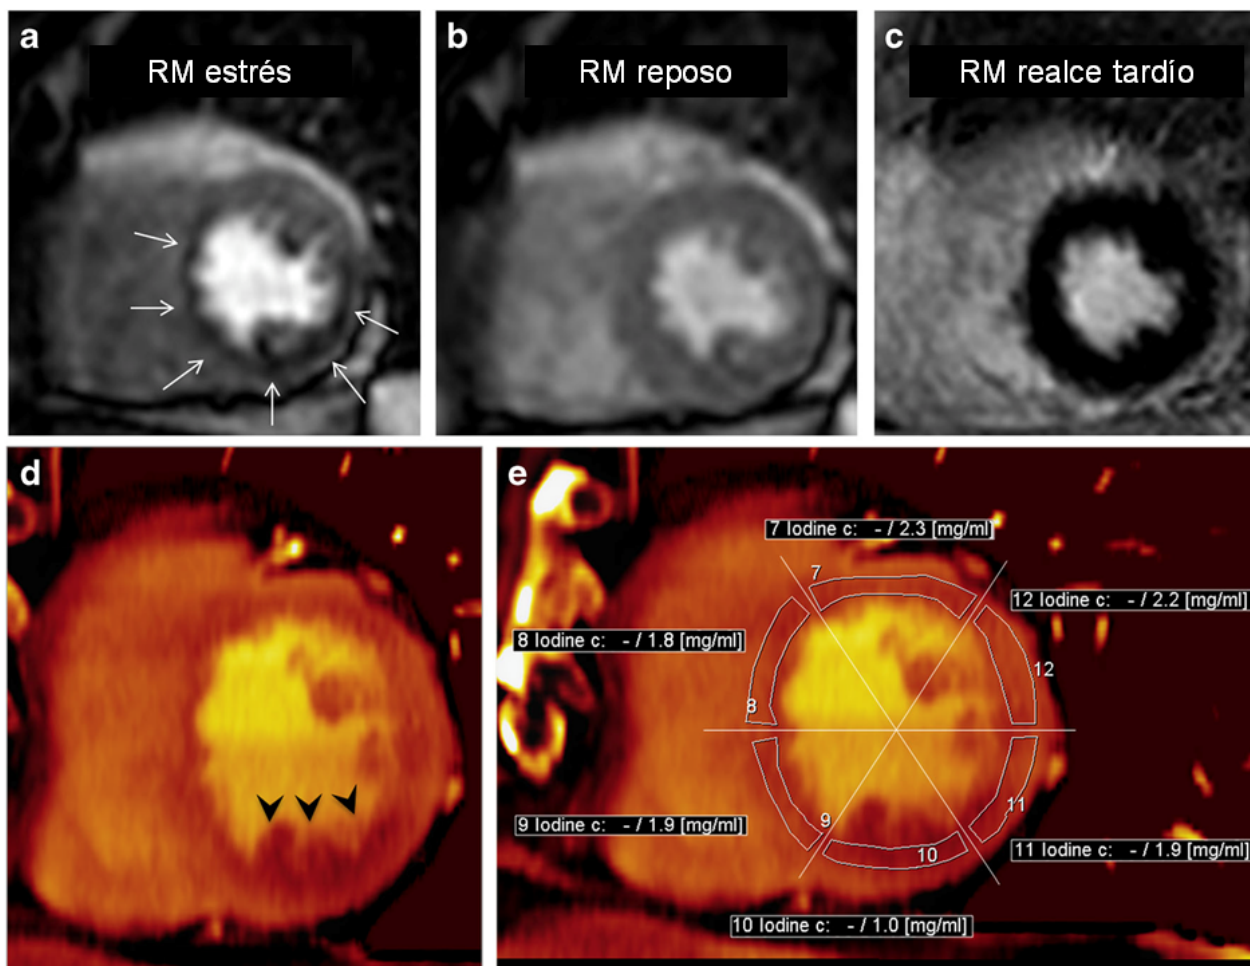 a
RM estrés
b
RM reposo
c
RM realce tardío
d
e
7 Iodine c: - / 2.3 [mg/ml]
7
12 Iodine c: - / 2.2 [mg/ml]
8 Iodine c: - / 1.8 [mg/ml]
12
8
9 Iodine c: - / 1.9 [mg/ml]
9
11
10
11 Iodine c: - / 1.9 [mg/ml]
10 Iodine c: - / 1.0 [mg/ml]